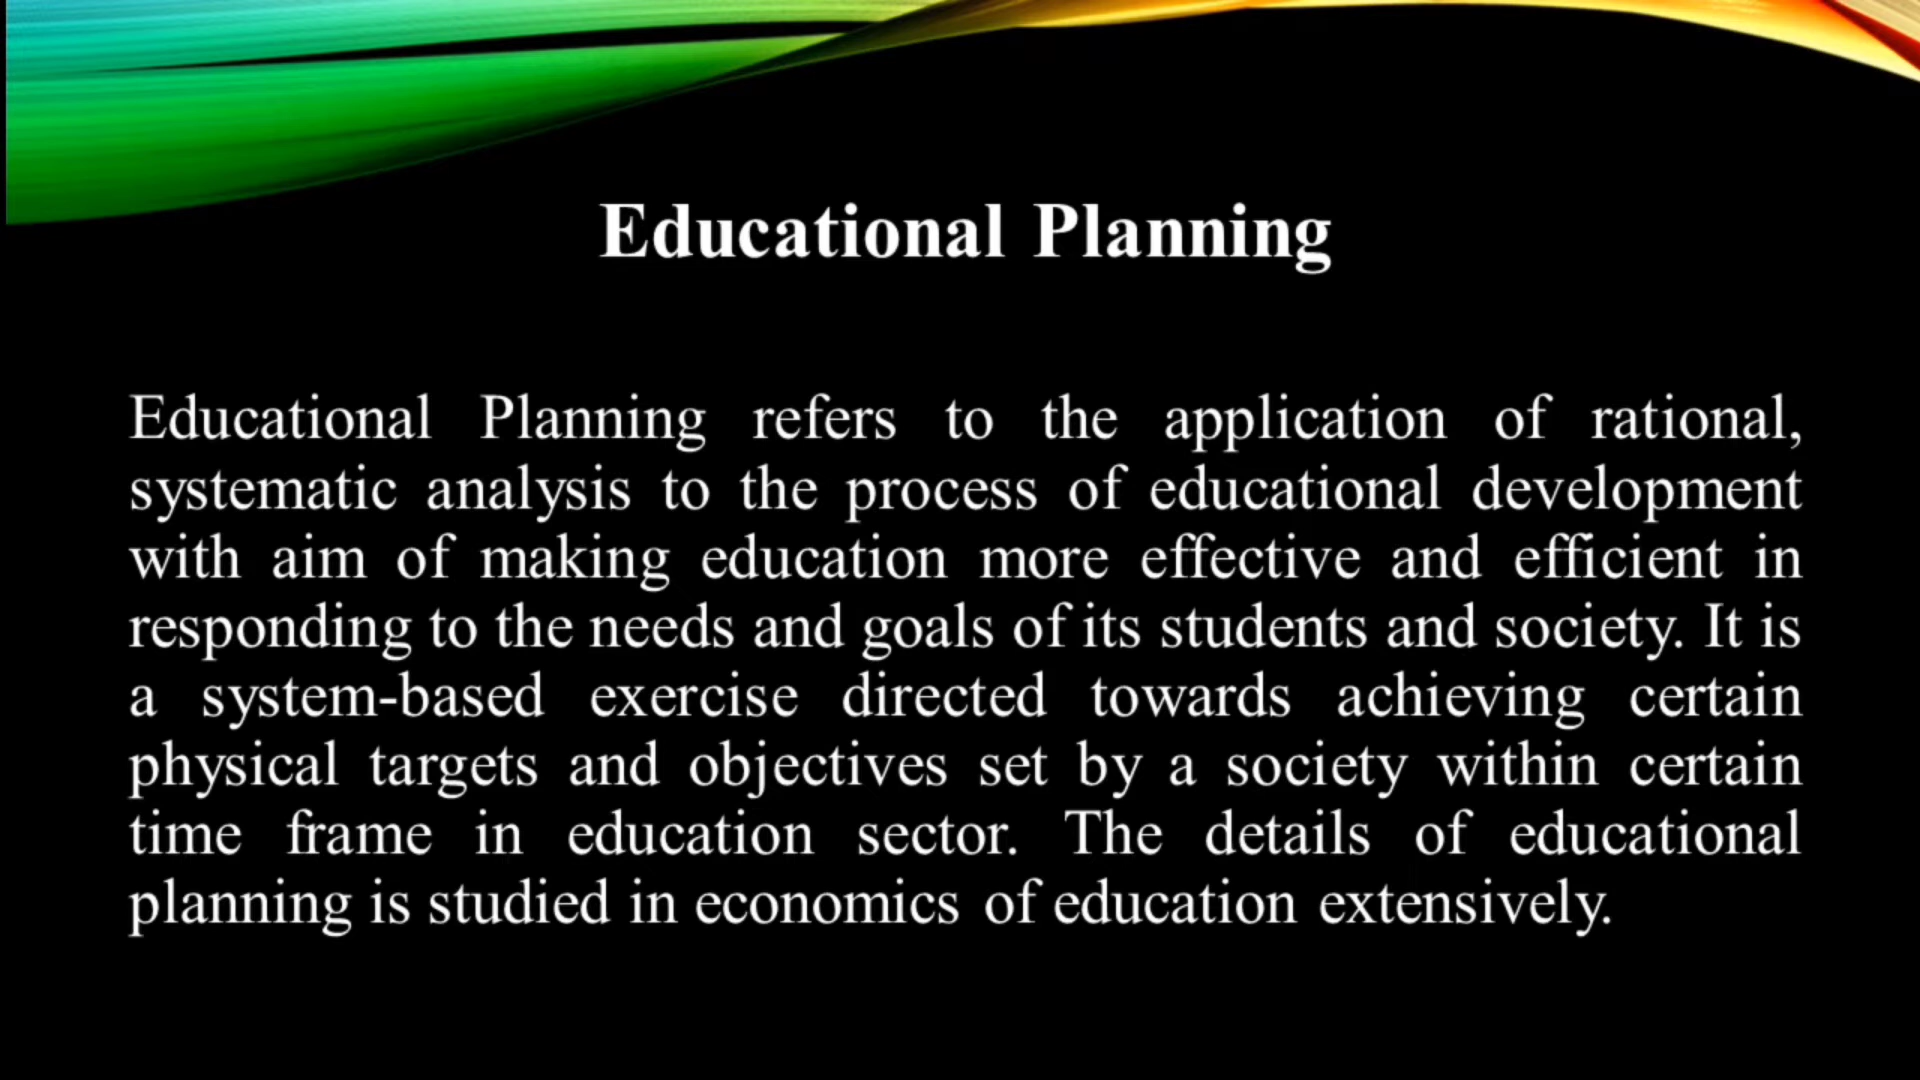 Educational Planning
Educational Planning refers to the application of rational,
systematic analysis to the process of educational development
with aim of making education more effective and efficient in
responding to the needs and goals of its students and society. It is
a system-based exercise directed towards achieving certain
physical targets and objectives set by a society within certain
time frame in education sector. The details of educational
planning is studied in economics of education extensively.